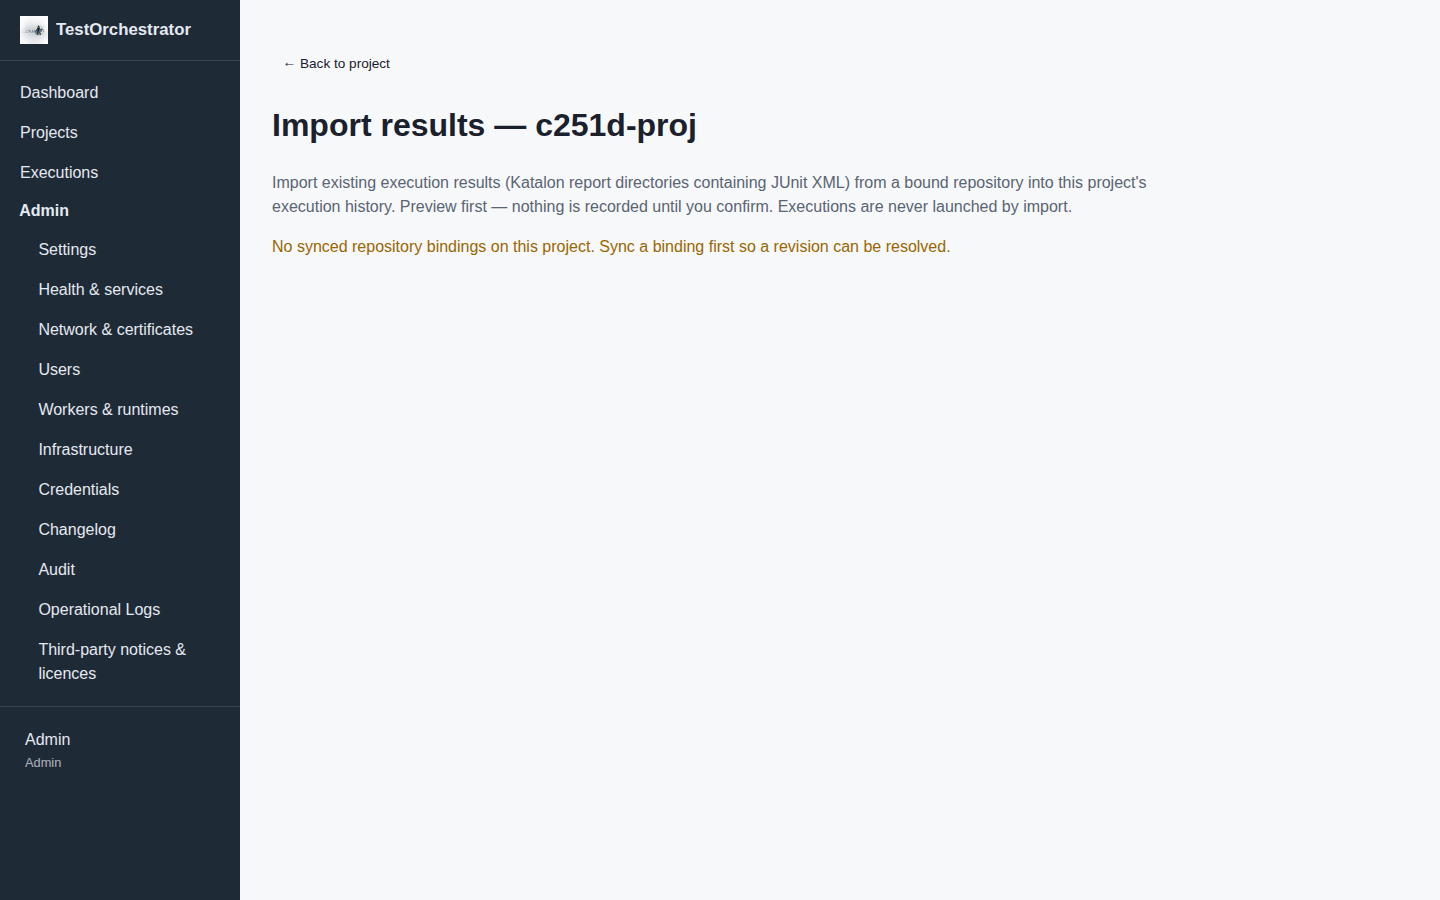 TestOrchestrator
Dashboard
Projects
Executions
Admin
Settings
Health & services
Network & certificates
Users
Workers & runtimes
Infrastructure
Credentials
Changelog
Audit
Operational Logs
Third-party notices &
licences
Admin
Admin
← Back to project
Import results — c251d-proj
Import existing execution results (Katalon report directories containing JUnit XML) from a bound repository into this project's
execution history. Preview first — nothing is recorded until you confirm. Executions are never launched by import.
No synced repository bindings on this project. Sync a binding first so a revision can be resolved.